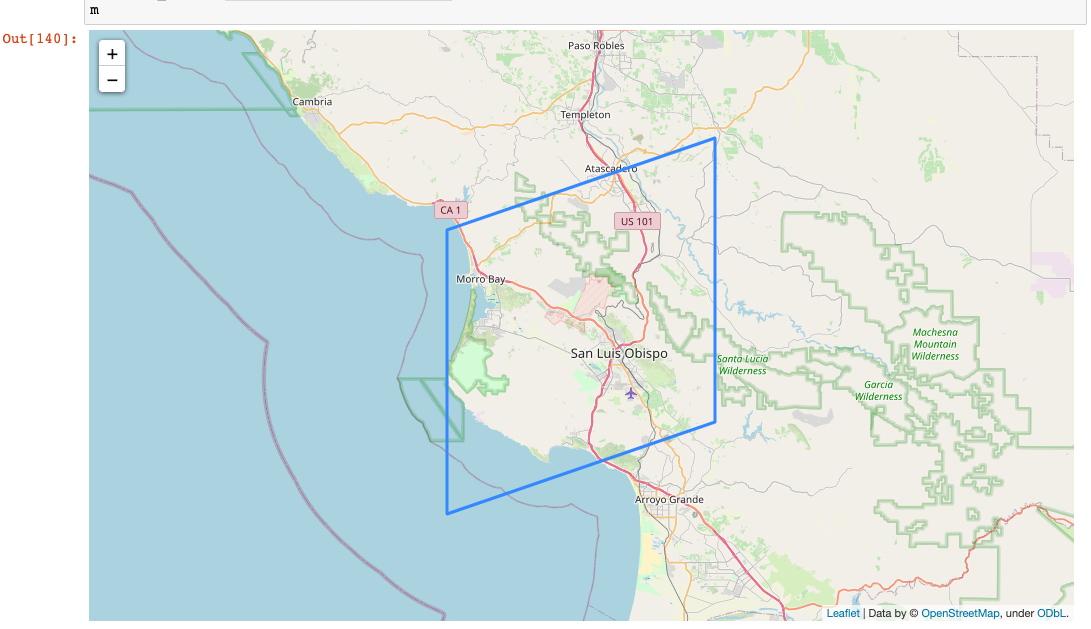 m
Out[140]:
+
−
Paso Robles
Cambria
Templeton
Atascadero
CA 1
US 101
Morro Bay
San Luis Obispo
Santa Lucia
Wilderness
Machesna
Mountain
Wilderness
Garcia
Wilderness
Arroyo Grande
Leaflet | Data by © OpenStreetMap, under ODbL.